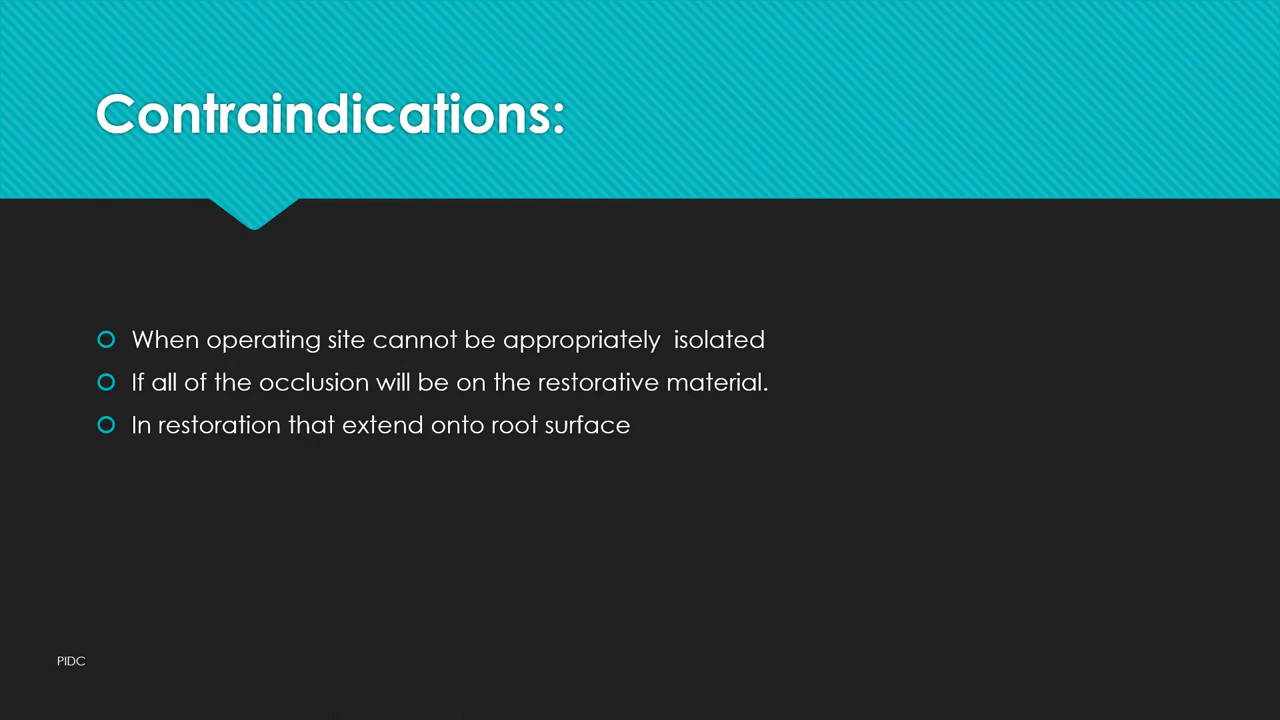 Contraindications:
When operating site cannot be appropriately  isolated
If all of the occlusion will be on the restorative material.
In restoration that extend onto root surface
PIDC